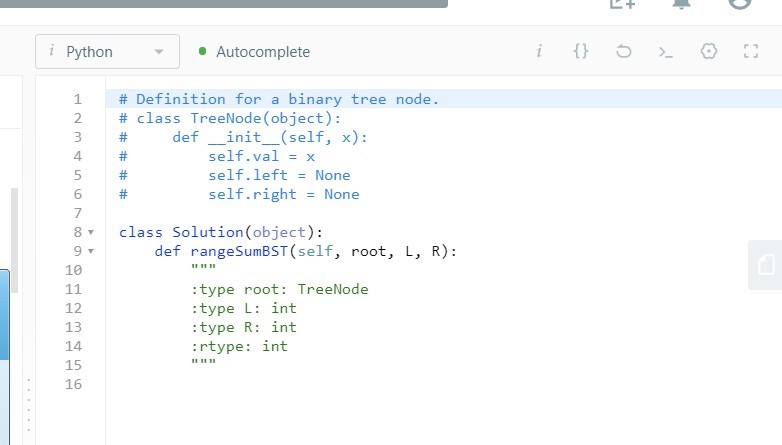 i Python Autocomplete i {}
1 # Definition for a binary tree node.
2 # class TreeNode(object):
3 #     def __init__(self, x):
4 #         self.val = x
5 #         self.left = None
6 #         self.right = None
7
8 class Solution(object):
9     def rangeSumBST(self, root, L, R):
10         """
11         :type root: TreeNode
12         :type L: int
13         :type R: int
14         :rtype: int
15         """
16